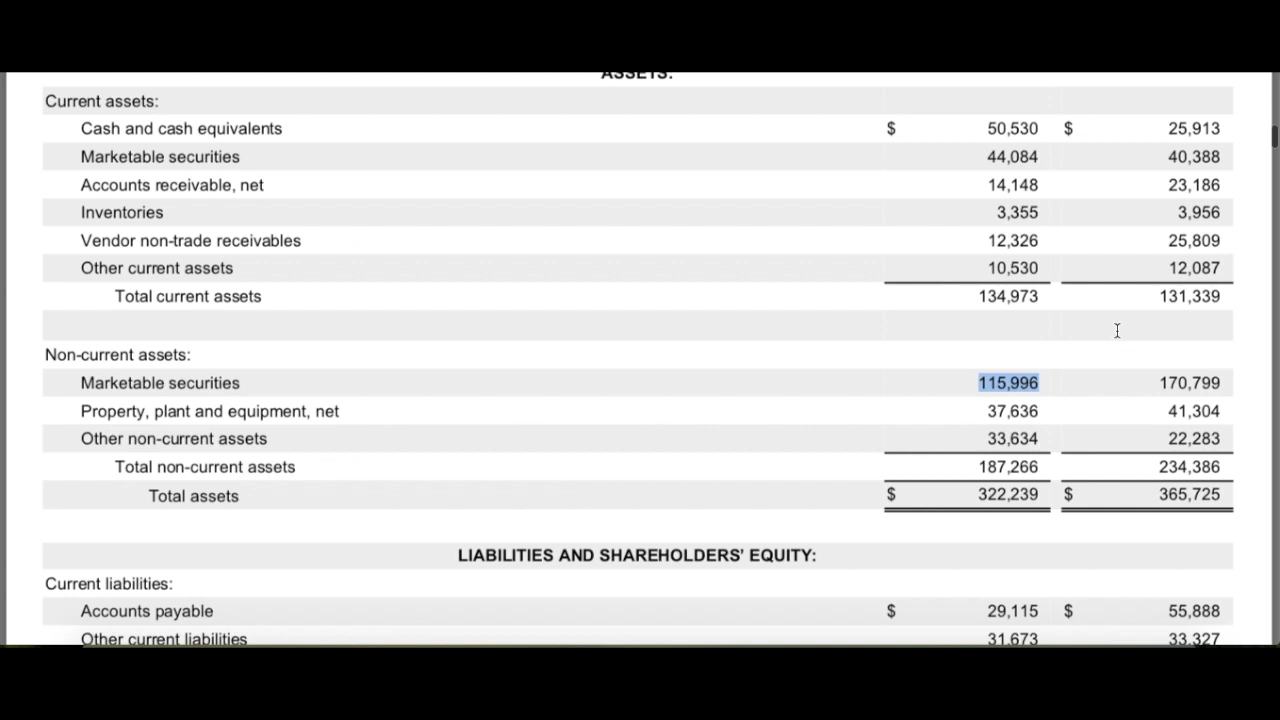 ASSETS:
Current assets:
Cash and cash equivalents $ 50,530 $ 25,913
Marketable securities 44,084 40,388
Accounts receivable, net 14,148 23,186
Inventories 3,355 3,956
Vendor non-trade receivables 12,326 25,809
Other current assets 10,530 12,087
Total current assets 134,973 131,339
Non-current assets:
Marketable securities 115,996 170,799
Property, plant and equipment, net 37,636 41,304
Other non-current assets 33,634 22,283
Total non-current assets 187,266 234,386
Total assets $ 322,239 $ 365,725
LIABILITIES AND SHAREHOLDERS’ EQUITY:
Current liabilities:
Accounts payable $ 29,115 $ 55,888
Other current liabilities 31,673 33,327